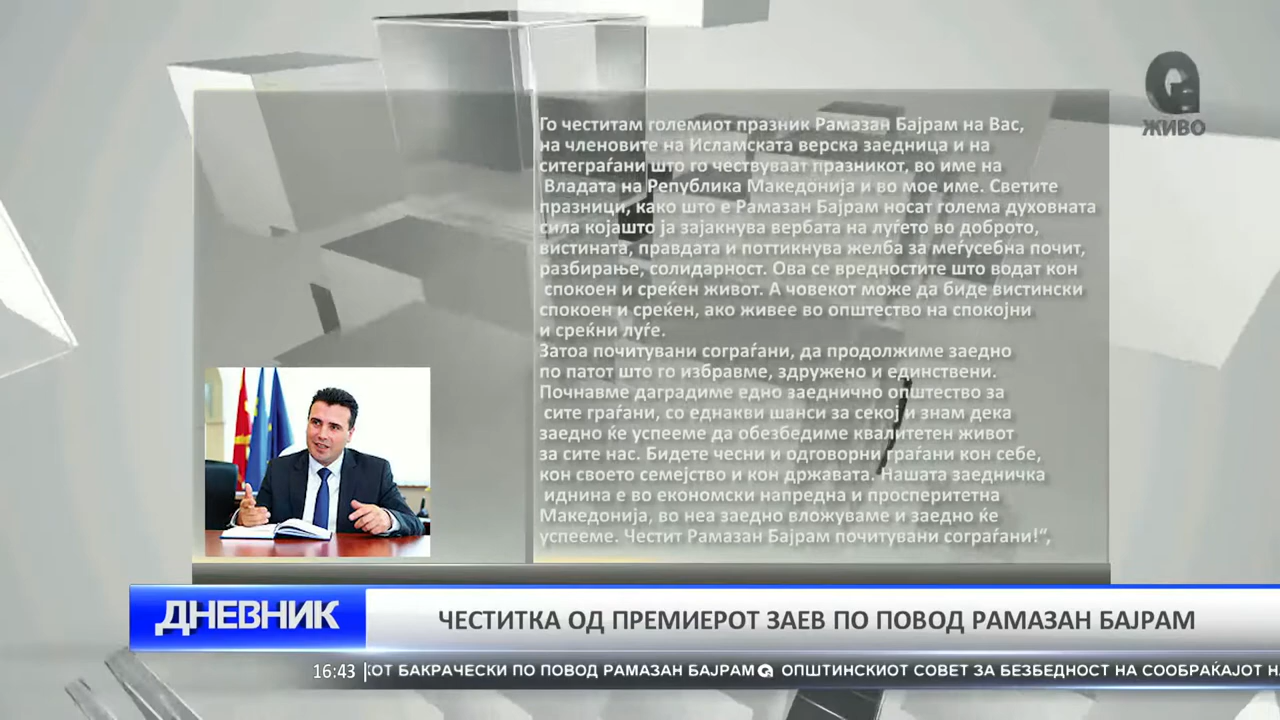 ЖИВО
Го честитам големиот празник Рамазан Бајрам на Вас,
на членовите на Исламската верска заедница и на
ситеграѓани што го чествуваат празникот, во име на
Владата на Република Македонија и во мое име. Светите
празници, како што е Рамазан Бајрам носат голема духовната
сила којашто ја зајакнува вербата на луѓето во доброто,
вистината, правдата и поттикнува желба за меѓусебна почит,
разбирање, солидарност. Ова се вредностите што водат кон
спокоен и среќен живот. А човекот може да биде вистински
спокоен и среќен, ако живее во општество на спокојни
и среќни луѓе.
Затоа почитувани сограѓани, да продолжиме заедно
по патот што го избравме, здружено и единствени.
Почнавме даградиме едно заеднично општество за
сите граѓани, со еднакви шанси за секој и знам дека
заедно ќе успееме да обезбедиме квалитетен живот
за сите нас. Бидете чесни и одговорни граѓани кон себе,
кон своето семејство и кон државата. Нашата заедничка
иднина е во економски напредна и просперитетна
Македонија, во неа заедно вложуваме и заедно ќе
успееме. Честит Рамазан Бајрам почитувани сограѓани!“,
ДНЕВНИК
ЧЕСТИТКА ОД ПРЕМИЕРОТ ЗАЕВ ПО ПОВОД РАМАЗАН БАЈРАМ
16:43 КОТ БАКРАЧЕСКИ ПО ПОВОД РАМАЗАН БАЈРАМ ОПШТИНСКИОТ СОВЕТ ЗА БЕЗБЕДНОСТ НА СООБРАЌАЈОТ НА